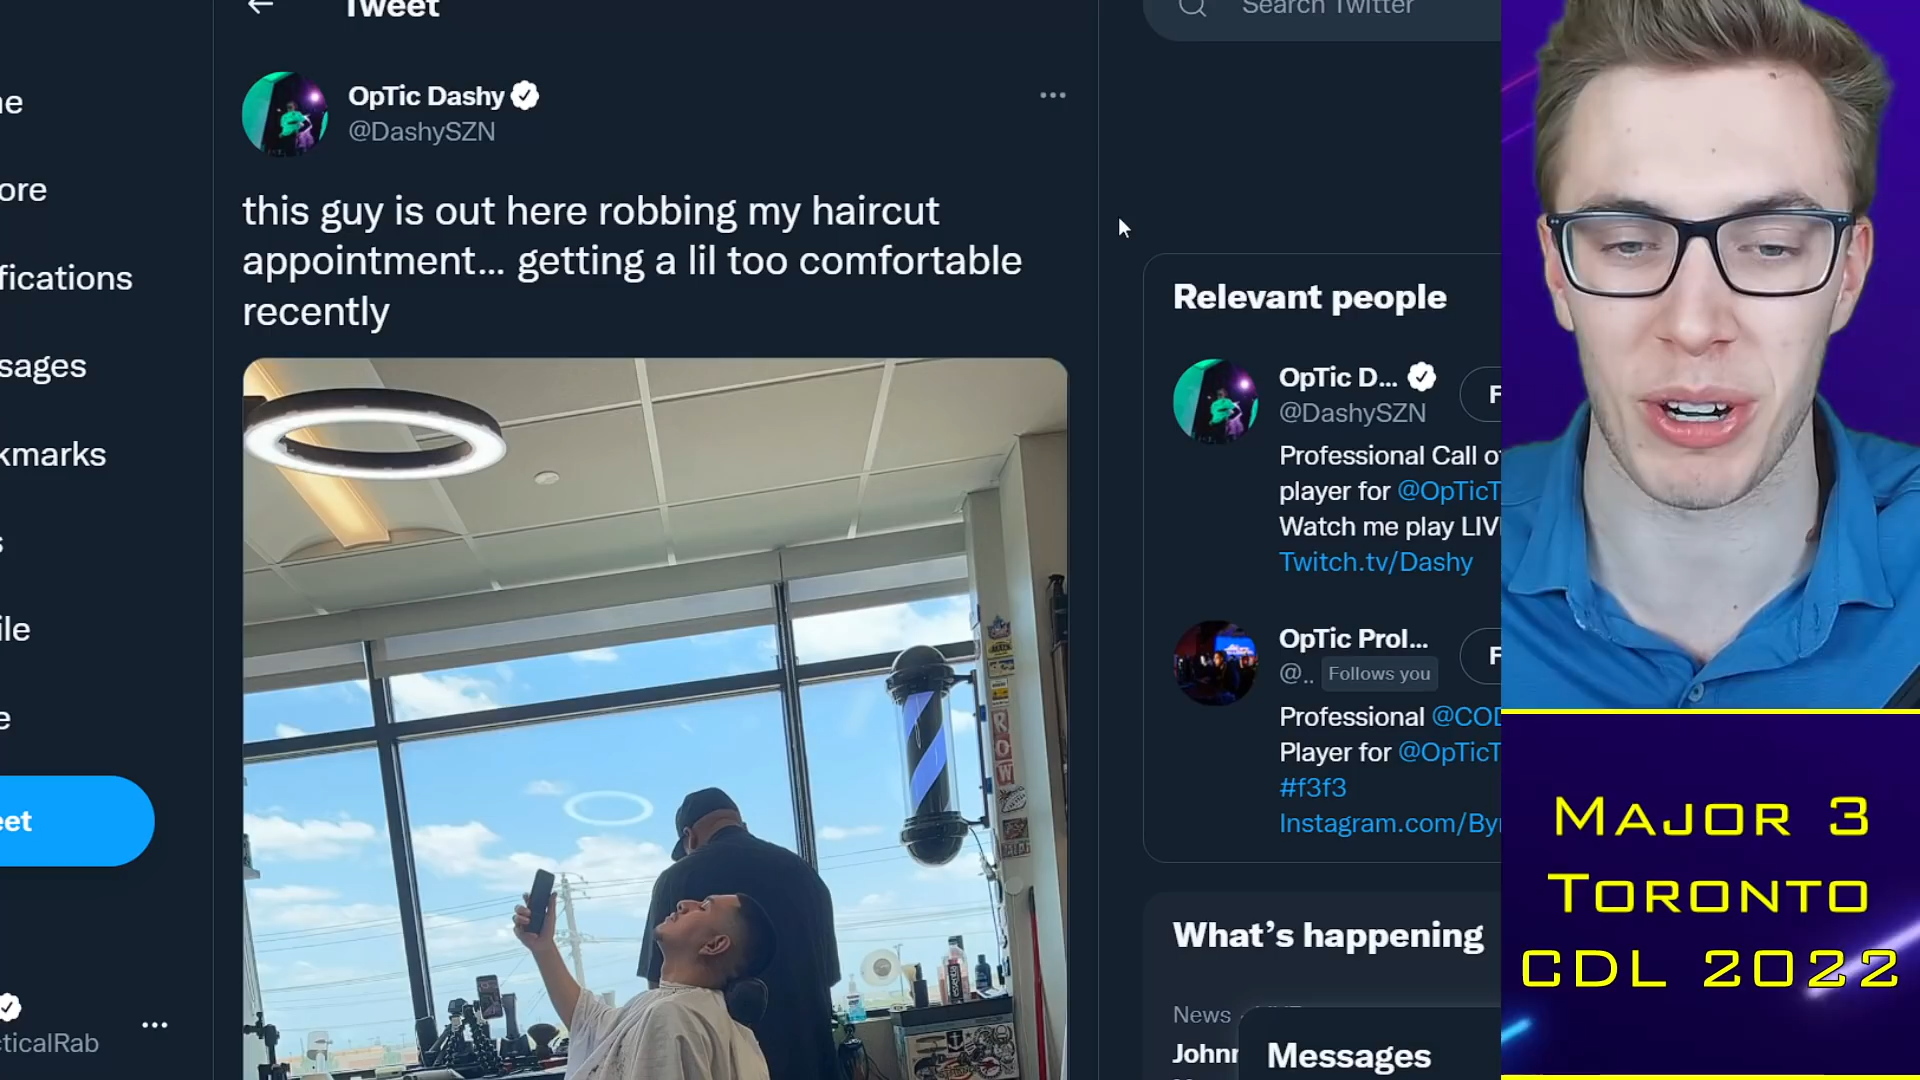 Tweet
Search Twitter
OpTic Dashy
@DashySZN
this guy is out here robbing my haircut
appointment... getting a lil too comfortable
recently
ore
fications
sages
kmarks
ile
eet
cticalRab
Relevant people
OpTic D...
@DashySZN
Professional Call o
player for @OpTicT
Watch me play LIV
Twitch.tv/Dashy
OpTic Prol...
@.. Follows you
Professional @COD
Player for @OpTicT
#f3f3
Instagram.com/By
What's happening
News
Johnn
Messages
MAJOR 3
TORONTO
CDL 2022